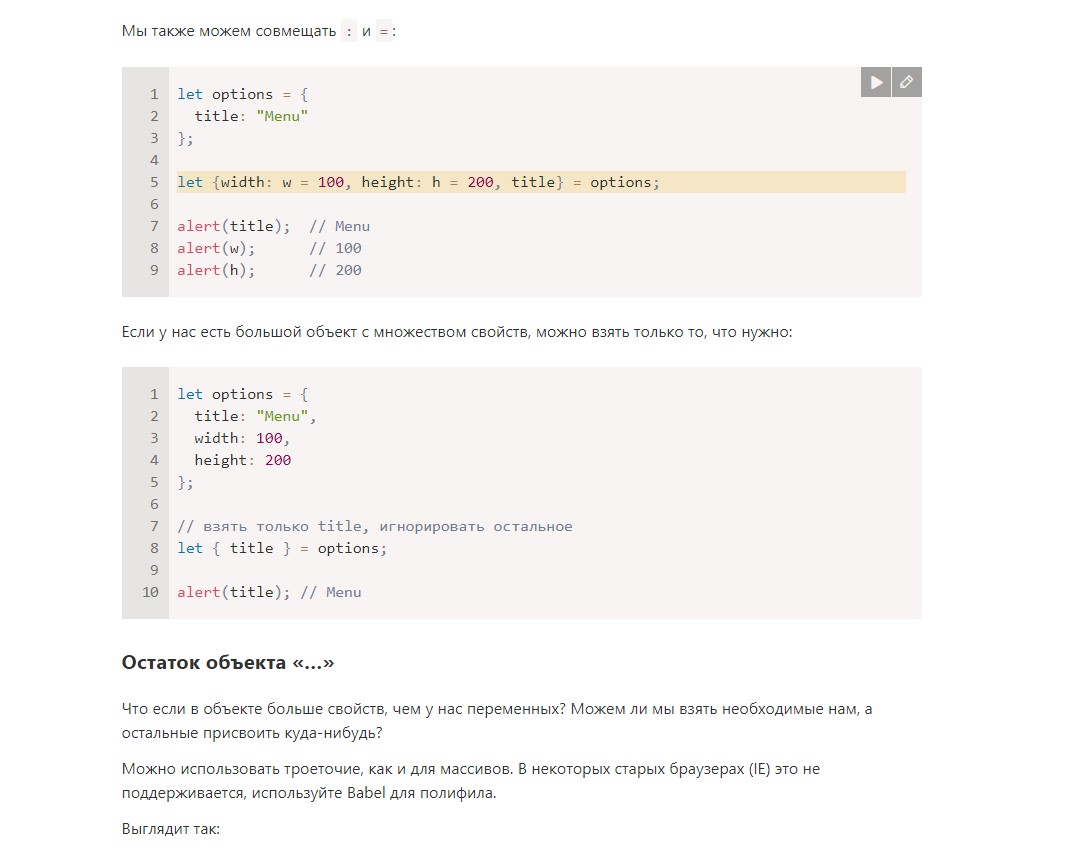 Мы также можем совмещать : и =:
1 let options = {
2   title: "Menu"
3 };
4
5 let {width: w = 100, height: h = 200, title} = options;
6
7 alert(title);  // Menu
8 alert(w);      // 100
9 alert(h);      // 200
Если у нас есть большой объект с множеством свойств, можно взять только то, что нужно:
1 let options = {
2   title: "Menu",
3   width: 100,
4   height: 200
5 };
6
7 // взять только title, игнорировать остальное
8 let { title } = options;
9
10 alert(title); // Menu
Остаток объекта «…»
Что если в объекте больше свойств, чем у нас переменных? Можем ли мы взять необходимые нам, а
остальные присвоить куда-нибудь?
Можно использовать троеточие, как и для массивов. В некоторых старых браузерах (IE) это не
поддерживается, используйте Babel для полифила.
Выглядит так: